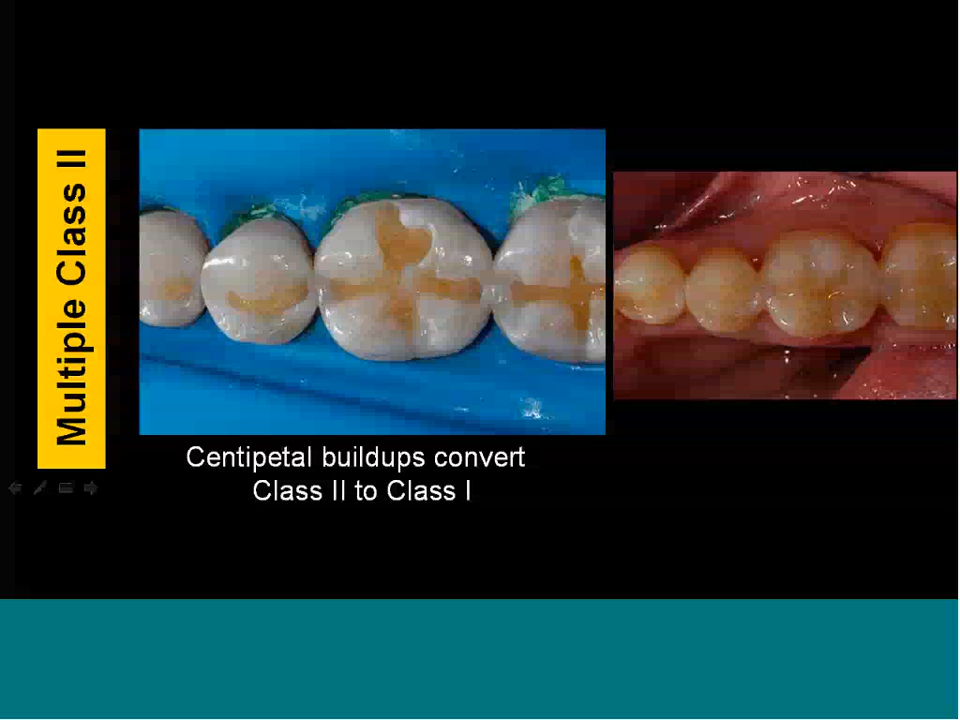 Multiple Class II
Centipetal buildups convert
Class II to Class I